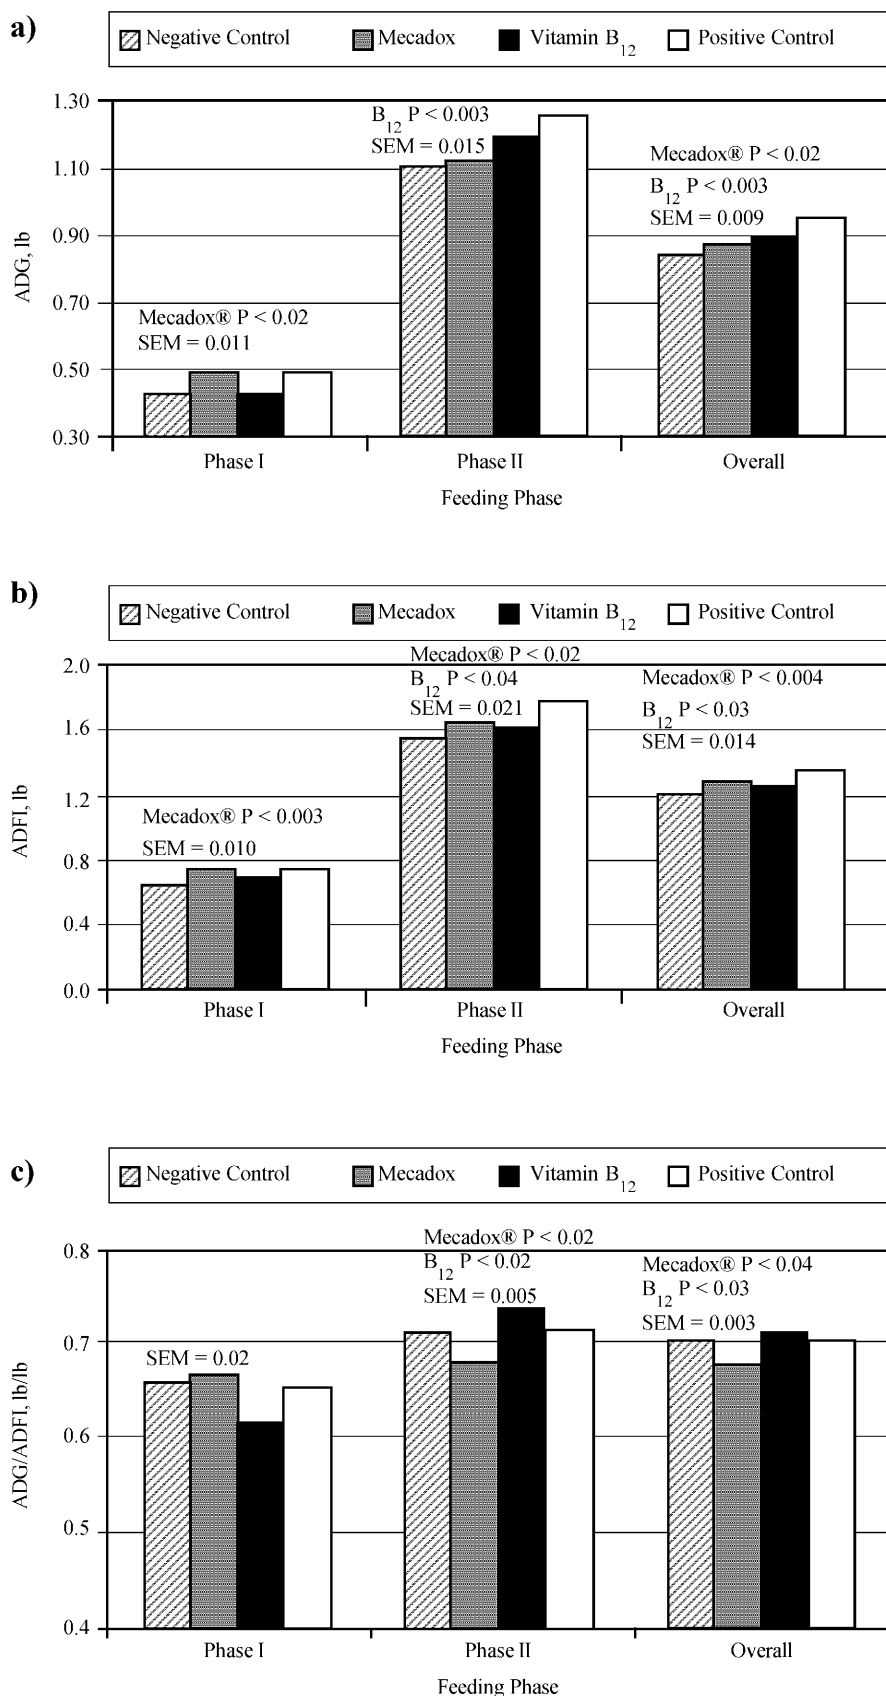 a)
Negative Control Mecadox Vitamin B12 Positive Control
1.30
1.10
0.90
0.70
0.50
0.30
ADG, lb
B12 P < 0.003
SEM = 0.015
Mecadox® P < 0.02
B12 P < 0.003
SEM = 0.009
Mecadox® P < 0.02
SEM = 0.011
Phase I Phase II Overall
Feeding Phase
b)
Negative Control Mecadox Vitamin B12 Positive Control
2.0
1.6
1.2
0.8
0.4
0.0
ADFI, lb
Mecadox® P < 0.02
B12 P < 0.04
SEM = 0.021
Mecadox® P < 0.004
B12 P < 0.03
SEM = 0.014
Mecadox® P < 0.003
SEM = 0.010
Phase I Phase II Overall
Feeding Phase
c)
Negative Control Mecadox Vitamin B12 Positive Control
0.8
0.7
0.6
0.5
0.4
ADG/ADFI, lb/lb
Mecadox® P < 0.02
B12 P < 0.02
SEM = 0.005
Mecadox® P < 0.04
B12 P < 0.03
SEM = 0.003
SEM = 0.02
Phase I Phase II Overall
Feeding Phase